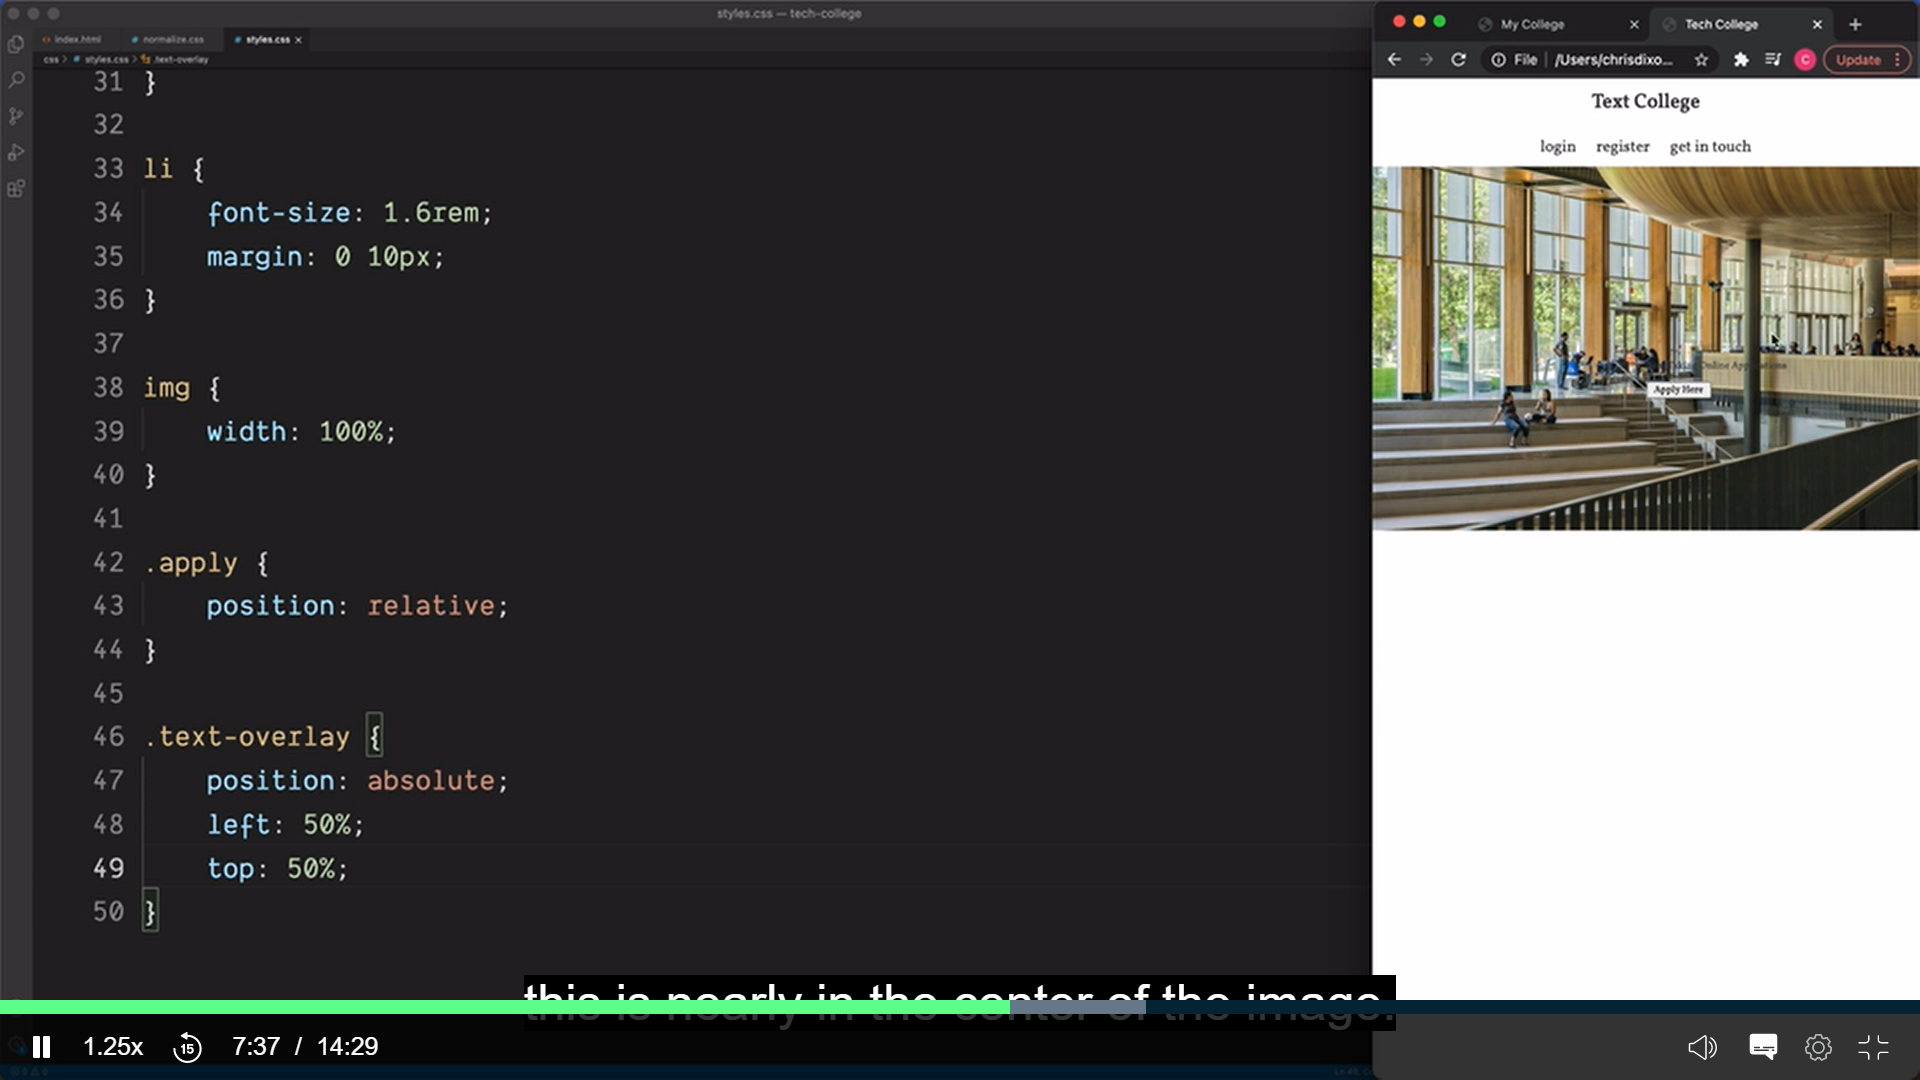 styles.css — tech-college
index.html
normalize.css
styles.css
css > styles.css > .text-overlay
31 }
32
33 li {
34 font-size: 1.6rem;
35 margin: 0 10px;
36 }
37
38 img {
39 width: 100%;
40 }
41
42 .apply {
43 position: relative;
44 }
45
46 .text-overlay {
47 position: absolute;
48 left: 50%;
49 top: 50%;
50 }
My College
Tech College
File /Users/chrisdixo...
C
Update
Text College
login register get in touch
Online Applications
Apply Here
this is nearly in the center of the image.
1.25x 15 7:37 / 14:29